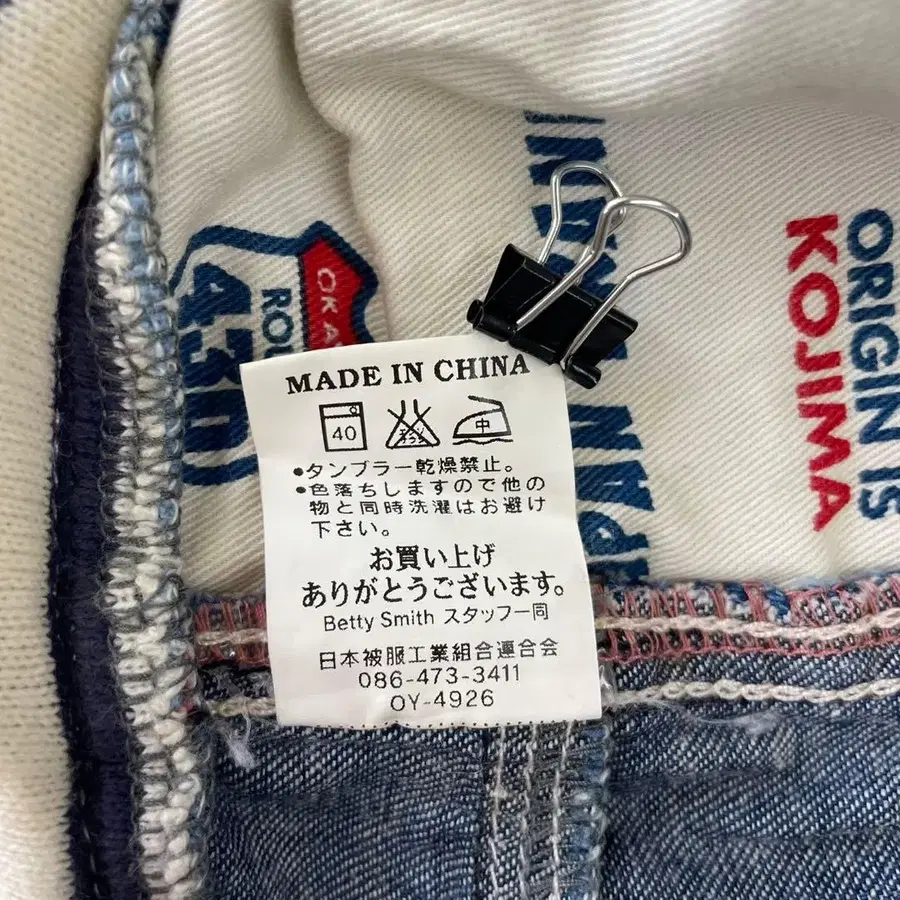 MADE IN CHINA
40
中
●タンブラー乾燥禁止。
●色落ちしますので他の
物と同時洗濯はお避け
下さい。
お買い上げ
ありがとうございます。
Betty Smith スタッフ一同
日本被服工業組合連合会
086-473-3411
OY-4926
ORIGIN IS
KOJIMA
OKA
ROU
430